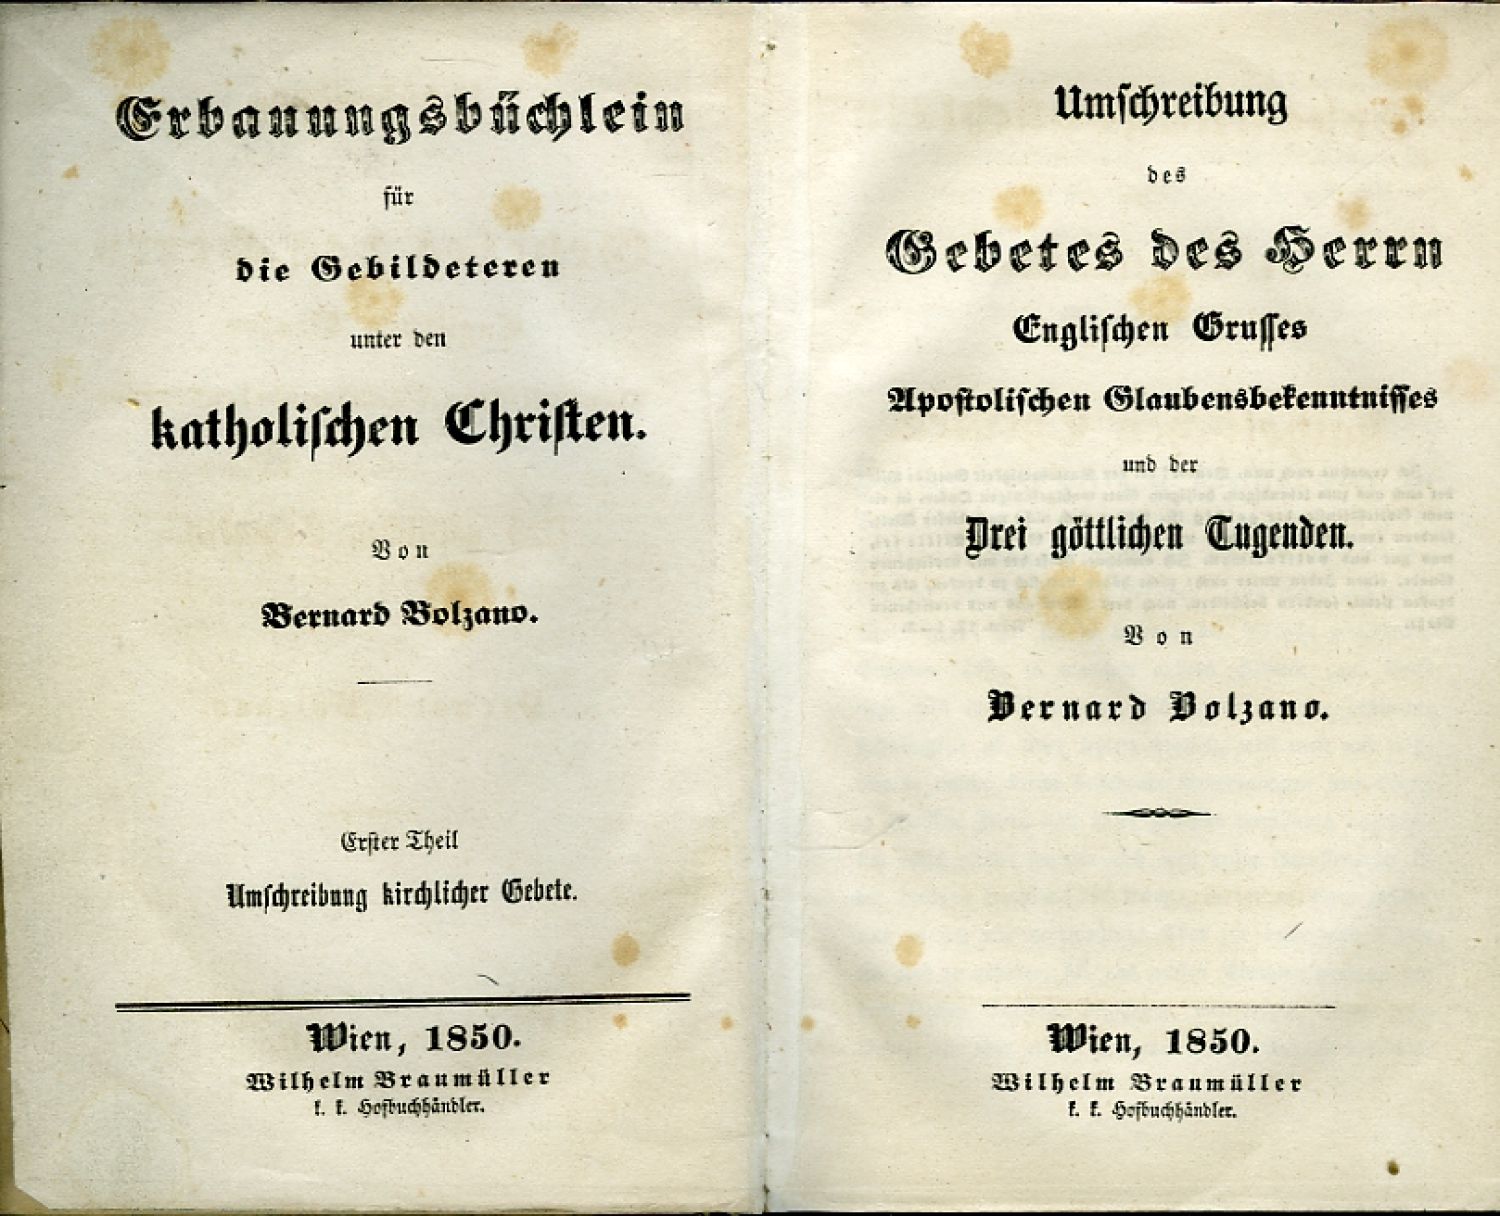 Erbauungsbüchlein
für
die Gebildeteren
unter den
katholischen Christen.
Von
Bernard Bolzano.
Erster Theil
Umschreibung kirchlicher Gebete.
Wien, 1850.
Wilhelm Braumüller
k. k. Hofbuchhändler.
Umschreibung
des
Gebetes des Herrn
Englischen Grusses
Apostolischen Glaubensbekenntnisses
und der
Drei göttlichen Tugenden.
Von
Bernard Bolzano.
Wien, 1850.
Wilhelm Braumüller
k. k. Hofbuchhändler.